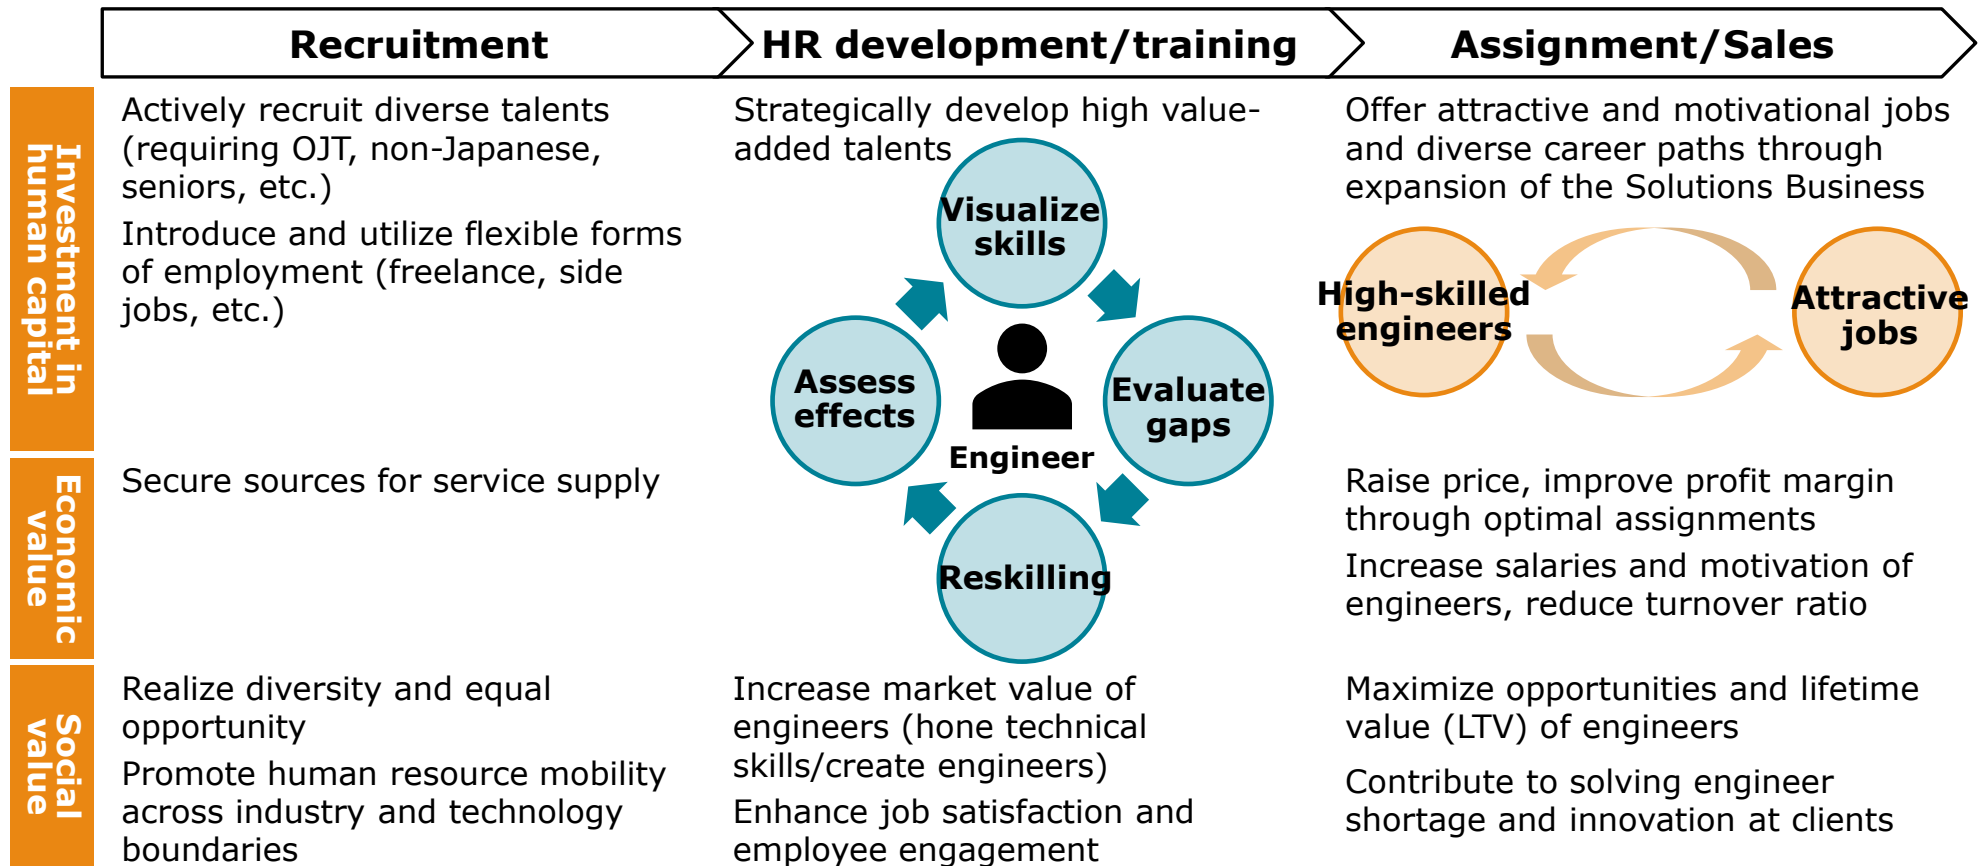 Recruitment
HR development/training
Assignment/Sales
Investment in
human capital
Actively recruit diverse talents
(requiring OJT, non-Japanese,
seniors, etc.)
Introduce and utilize flexible forms
of employment (freelance, side
jobs, etc.)
Strategically develop high value-
added talents
Visualize
skills
Evaluate
gaps
Reskilling
Assess
effects
Engineer
Offer attractive and motivational jobs
and diverse career paths through
expansion of the Solutions Business
High-skilled
engineers
Attractive
jobs
Economic
value
Secure sources for service supply
Raise price, improve profit margin
through optimal assignments
Increase salaries and motivation of
engineers, reduce turnover ratio
Social
value
Realize diversity and equal
opportunity
Promote human resource mobility
across industry and technology
boundaries
Increase market value of
engineers (hone technical
skills/create engineers)
Enhance job satisfaction and
employee engagement
Maximize opportunities and lifetime
value (LTV) of engineers
Contribute to solving engineer
shortage and innovation at clients